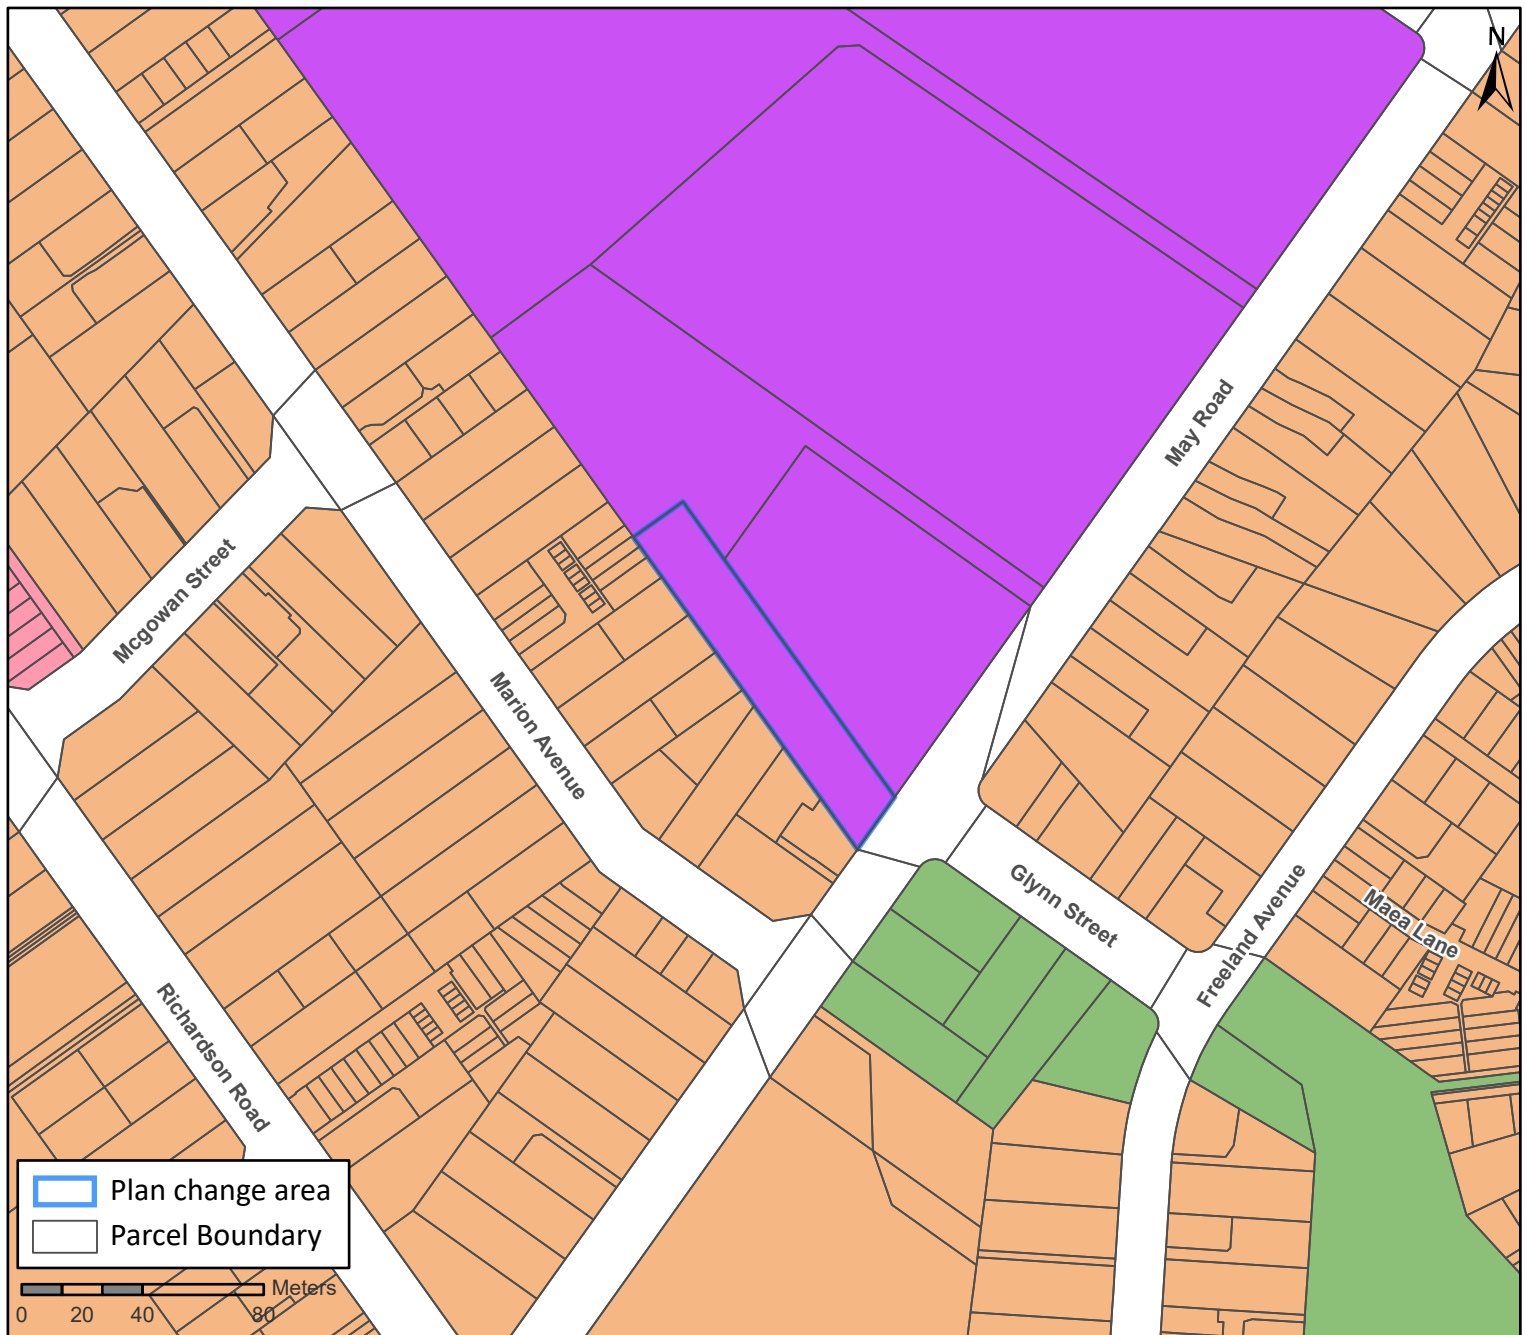 N
May Road
Mcgowan Street
Marion Avenue
Glynn Street
Maea Lane
Freeland Avenue
Richardson Road
Plan change area
Parcel Boundary
Meters
0 20 40 80